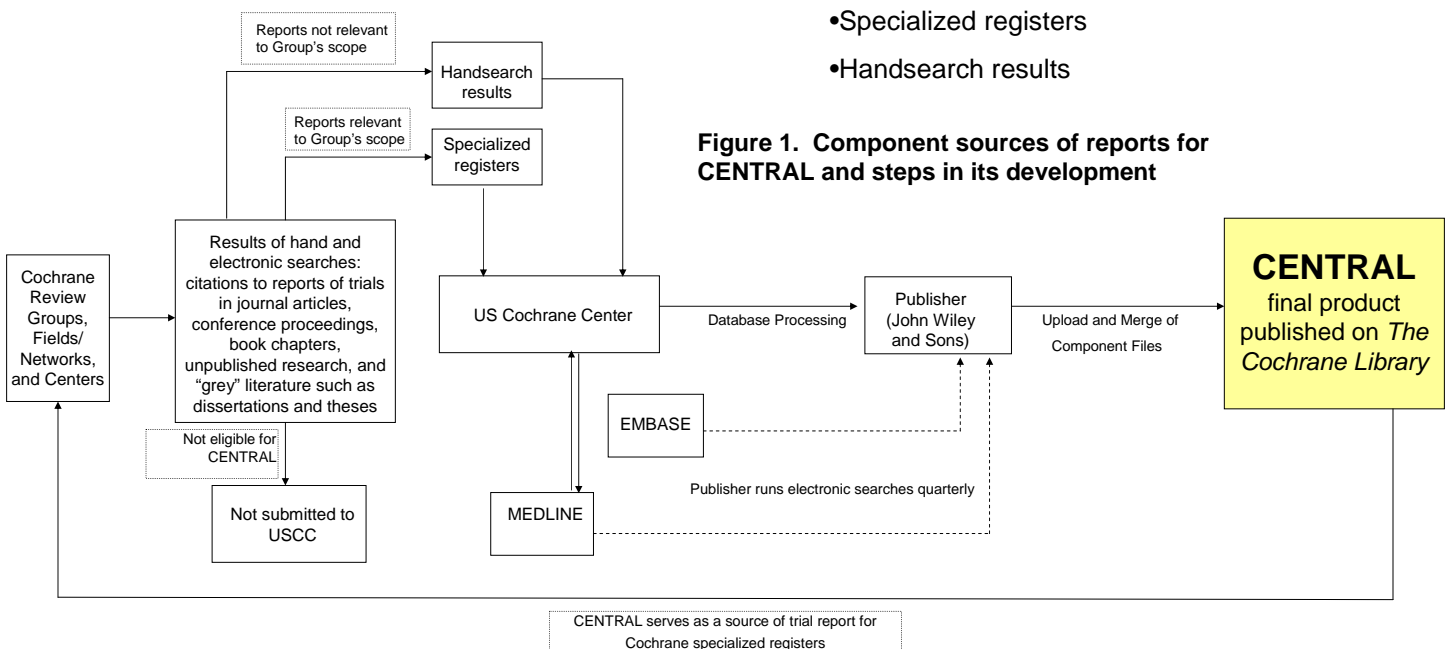 •Specialized registers
•Handsearch results
Figure 1. Component sources of reports for
CENTRAL and steps in its development
Reports not relevant
to Group's scope
Handsearch
results
Reports relevant
to Group's scope
Specialized
registers
Cochrane
Review
Groups,
Fields/
Networks,
and Centers
Results of hand and
electronic searches:
citations to reports of trials
in journal articles,
conference proceedings,
book chapters,
unpublished research, and
“grey” literature such as
dissertations and theses
Not eligible for
CENTRAL
Not submitted to
USCC
US Cochrane Center
Database Processing
Publisher
(John Wiley
and Sons)
Upload and Merge of
Component Files
CENTRAL
final product
published on The
Cochrane Library
EMBASE
Publisher runs electronic searches quarterly
MEDLINE
CENTRAL serves as a source of trial report for
Cochrane specialized registers